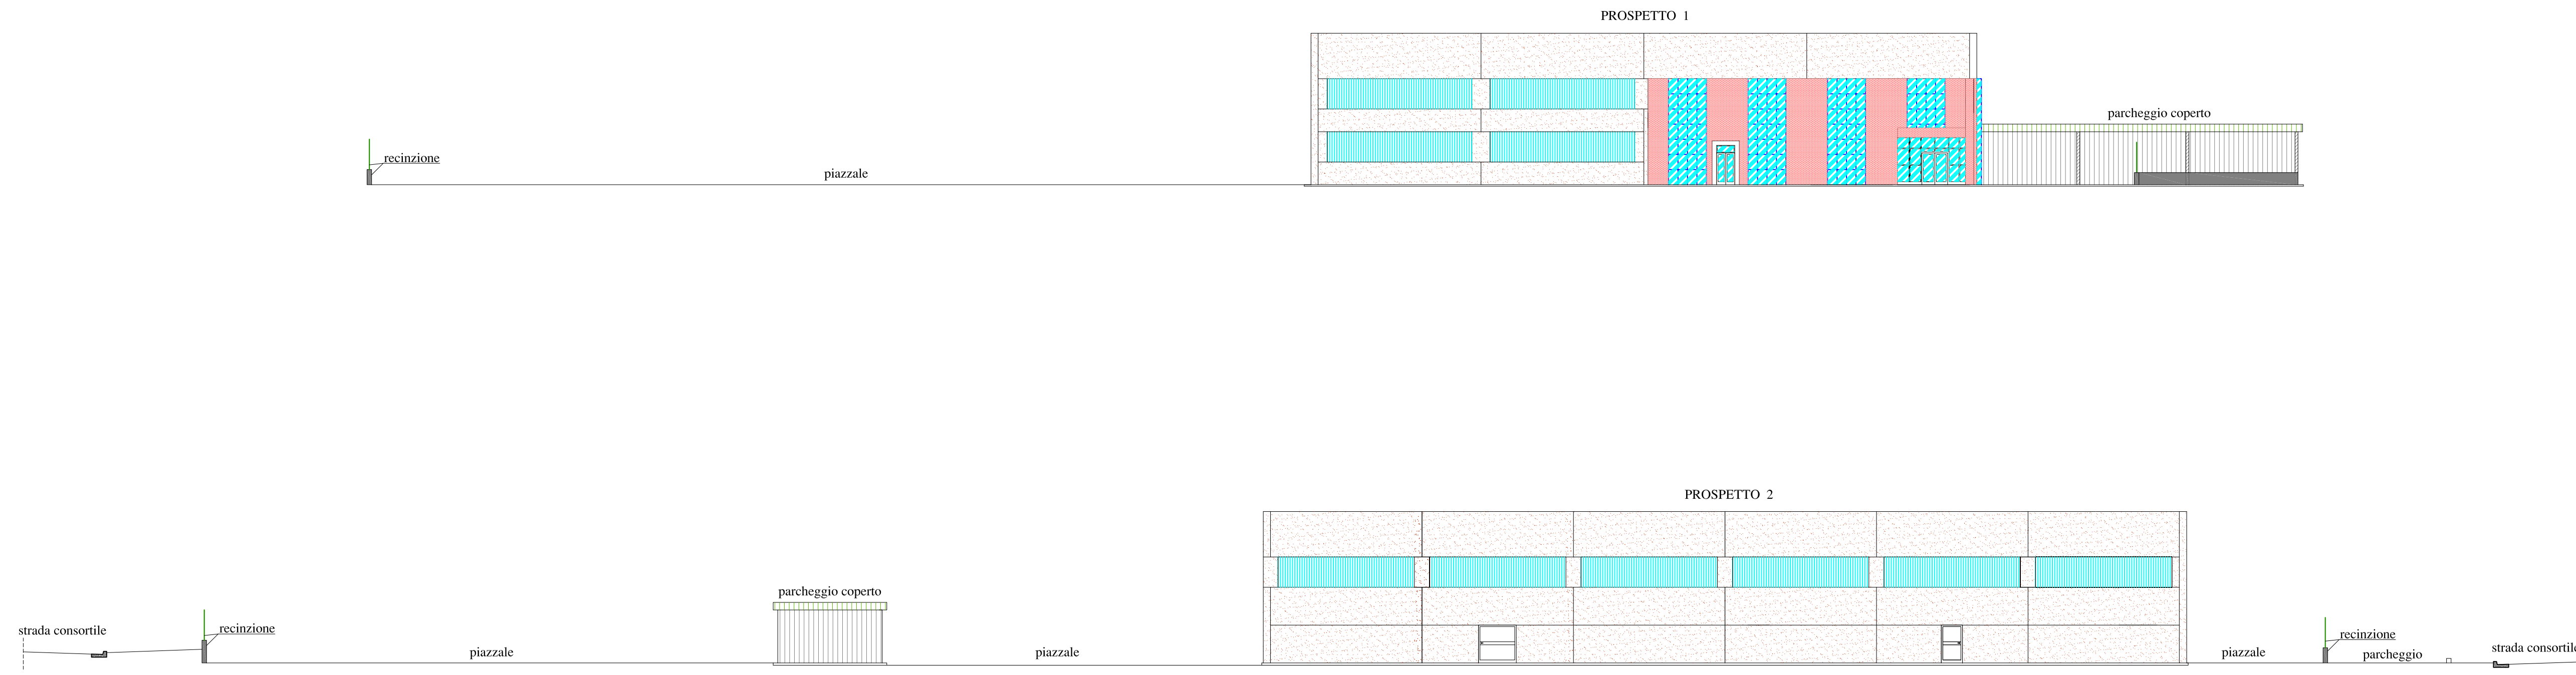 PROSPETTO 1
parcheggio coperto
recinzione
piazzale
PROSPETTO 2
parcheggio coperto
strada consortile
recinzione
piazzale
piazzale
piazzale
recinzione
parcheggio
strada consortile